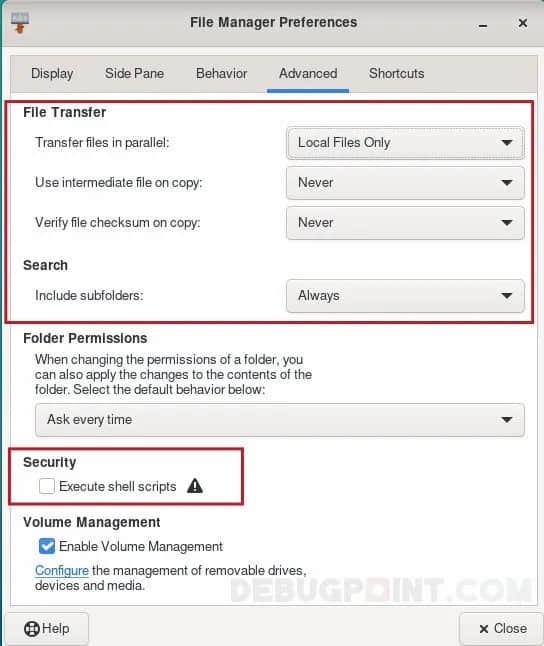 File Manager Preferences
Display Side Pane Behavior Advanced Shortcuts
File Transfer
Transfer files in parallel: Local Files Only
Use intermediate file on copy: Never
Verify file checksum on copy: Never
Search
Include subfolders: Always
Folder Permissions
When changing the permissions of a folder, you
can also apply the changes to the contents of the
folder. Select the default behavior below:
Ask every time
Security
Execute shell scripts
Volume Management
Enable Volume Management
Configure the management of removable drives,
devices and media.
DEBUGPOINT.COM
Help Close